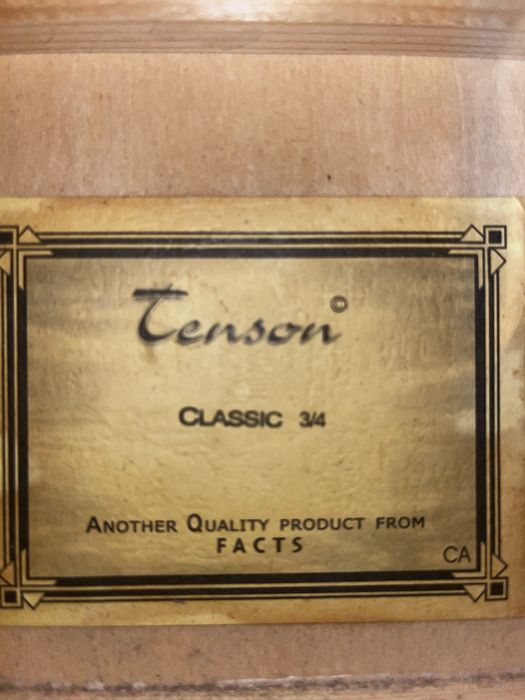 Tenson©
CLASSIC 3/4
ANOTHER QUALITY PRODUCT FROM
FACTS
CA